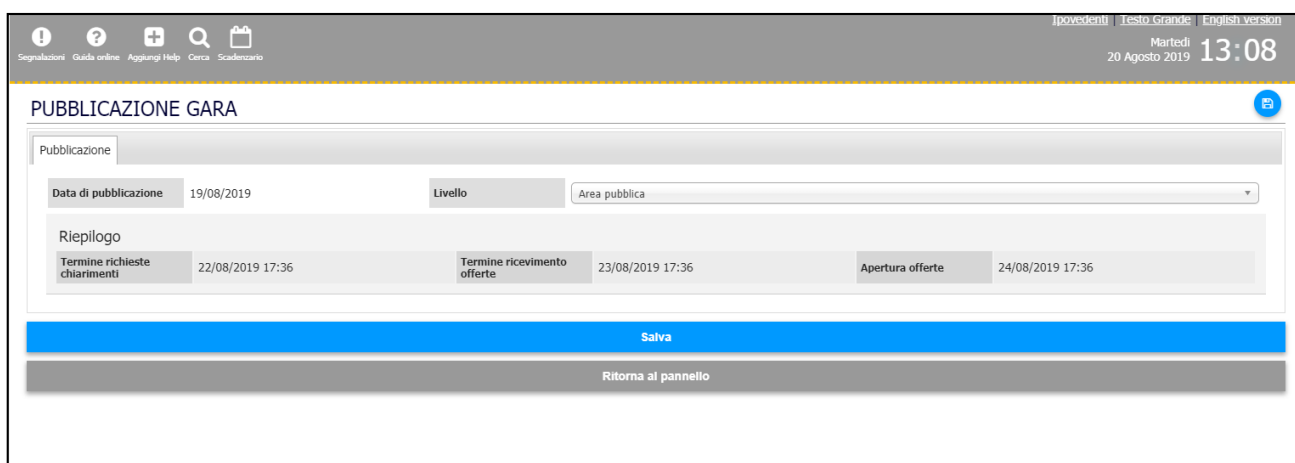 Ipovedenti | Testo Grande | English version
Segnalazioni Guida online Aggiungi Help Cerca Scadenzario
Martedì
20 Agosto 2019 13:08
PUBBLICAZIONE GARA
Pubblicazione
Data di pubblicazione 19/08/2019 Livello Area pubblica
Riepilogo
Termine richieste
chiarimenti 22/08/2019 17:36 Termine ricevimento
offerte 23/08/2019 17:36 Apertura offerte 24/08/2019 17:36
Salva
Ritorna al pannello